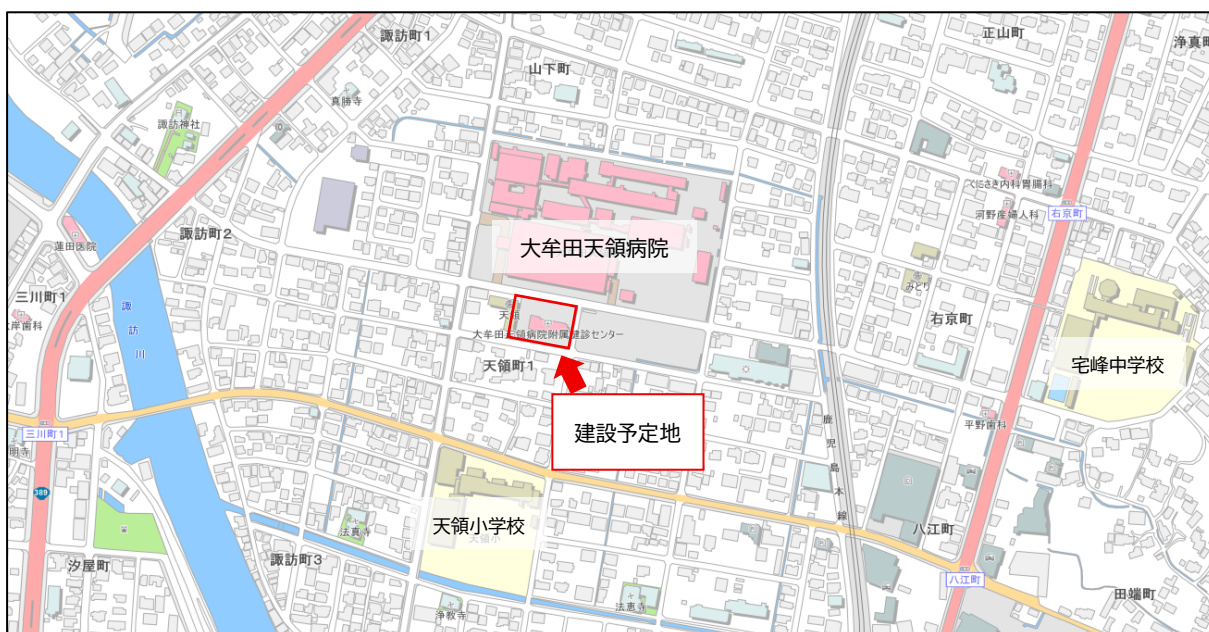 諏訪町1
正山町
浄真町
山下町
真勝寺
諏訪神社
べにさき内科胃腸科
河野産婦人科
右京町
諏訪町2
蓮田医院
大牟田天領病院
みどり
三川町1
諏訪川
天領
大牟田天領病院附属健診センター
右京町
宅峰中学校
天領町1
建設予定地
平野歯科
三川町1
鹿児島本線
389
天領小学校
天領小
法真寺
八江町
諏訪町3
汐屋町
八江町
法恵寺
浄教寺
田端町